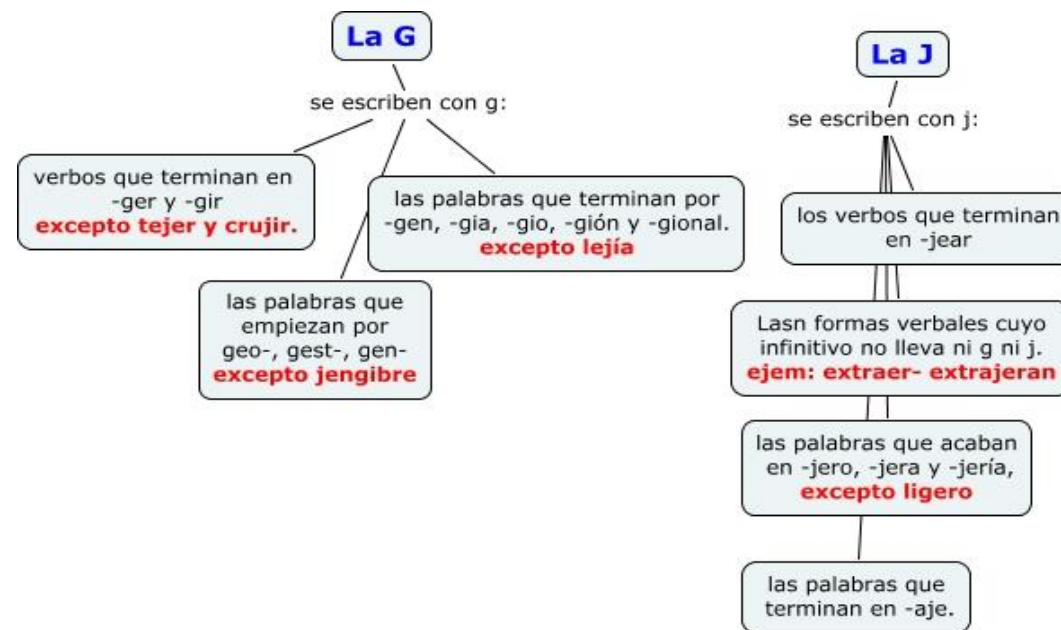 La G
se escriben con g:
verbos que terminan en
-ger y -gir
excepto tejer y crujir.
las palabras que terminan por
-gen, -gia, -gio, -gión y -gional.
excepto lejía
las palabras que
empiezan por
geo-, gest-, gen-
excepto jengibre
La J
se escriben con j:
los verbos que terminan
en -jear
Lasn formas verbales cuyo
infinitivo no lleva ni g ni j.
ejem: extraer- extrajeran
las palabras que acaban
en -jero, -jera y -jería,
excepto ligero
las palabras que
terminan en -aje.